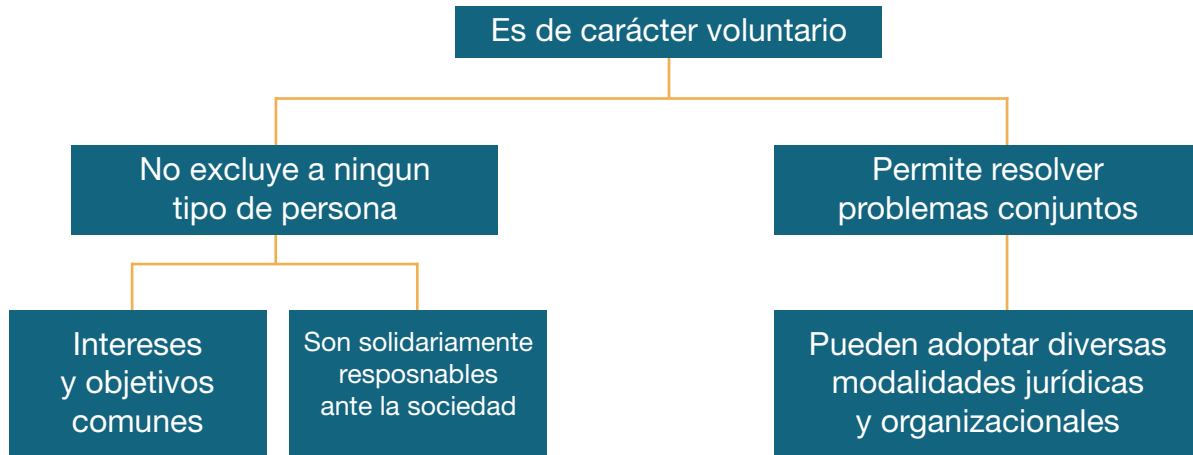 Es de carácter voluntario
No excluye a ningun
tipo de persona
Permite resolver
problemas conjuntos
Intereses
y objetivos
comunes
Son solidariamente
resposnables
ante la sociedad
Pueden adoptar diversas
modalidades jurídicas
y organizacionales